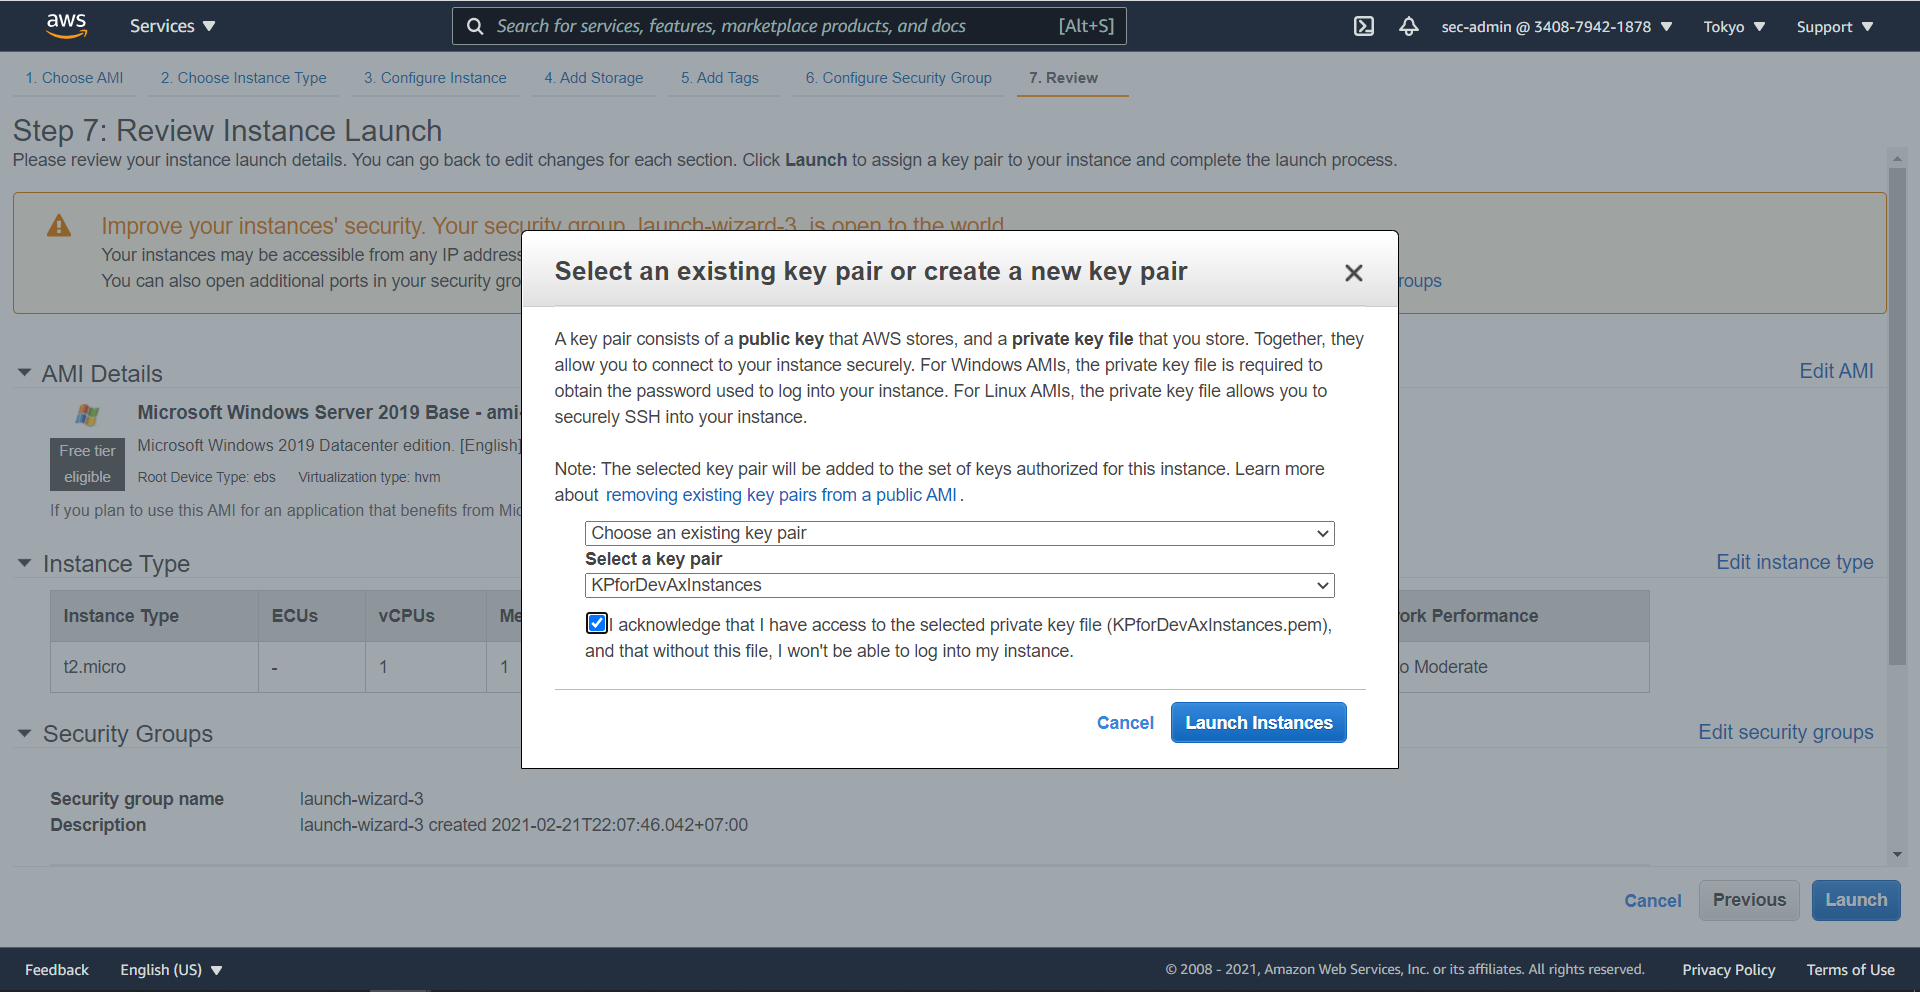 aws
Services
Search for services, features, marketplace products, and docs [Alt+S]
sec-admin @ 3408-7942-1878
Tokyo
Support
1. Choose AMI
2. Choose Instance Type
3. Configure Instance
4. Add Storage
5. Add Tags
6. Configure Security Group
7. Review
Step 7: Review Instance Launch
Please review your instance launch details. You can go back to edit changes for each section. Click Launch to assign a key pair to your instance and complete the launch process.
Improve your instances' security. Your security group, launch-wizard-3, is open to the world.
Your instances may be accessible from any IP address
You can also open additional ports in your security gro
roups
Select an existing key pair or create a new key pair
A key pair consists of a public key that AWS stores, and a private key file that you store. Together, they
allow you to connect to your instance securely. For Windows AMIs, the private key file is required to
obtain the password used to log into your instance. For Linux AMIs, the private key file allows you to
securely SSH into your instance.
Note: The selected key pair will be added to the set of keys authorized for this instance. Learn more
about removing existing key pairs from a public AMI .
Choose an existing key pair
Select a key pair
KPforDevAxInstances
I acknowledge that I have access to the selected private key file (KPforDevAxInstances.pem),
and that without this file, I won't be able to log into my instance.
Cancel
Launch Instances
AMI Details
Edit AMI
Microsoft Windows Server 2019 Base - ami-
Free tier
eligible
Microsoft Windows 2019 Datacenter edition. [English]
Root Device Type: ebs Virtualization type: hvm
If you plan to use this AMI for an application that benefits from Mic
Instance Type
Edit instance type
Instance Type ECUs vCPUs Me ork Performance
t2.micro - 1 1 o Moderate
Security Groups
Edit security groups
Security group name launch-wizard-3
Description launch-wizard-3 created 2021-02-21T22:07:46.042+07:00
Cancel
Previous
Launch
Feedback
English (US)
© 2008 - 2021, Amazon Web Services, Inc. or its affiliates. All rights reserved.
Privacy Policy
Terms of Use